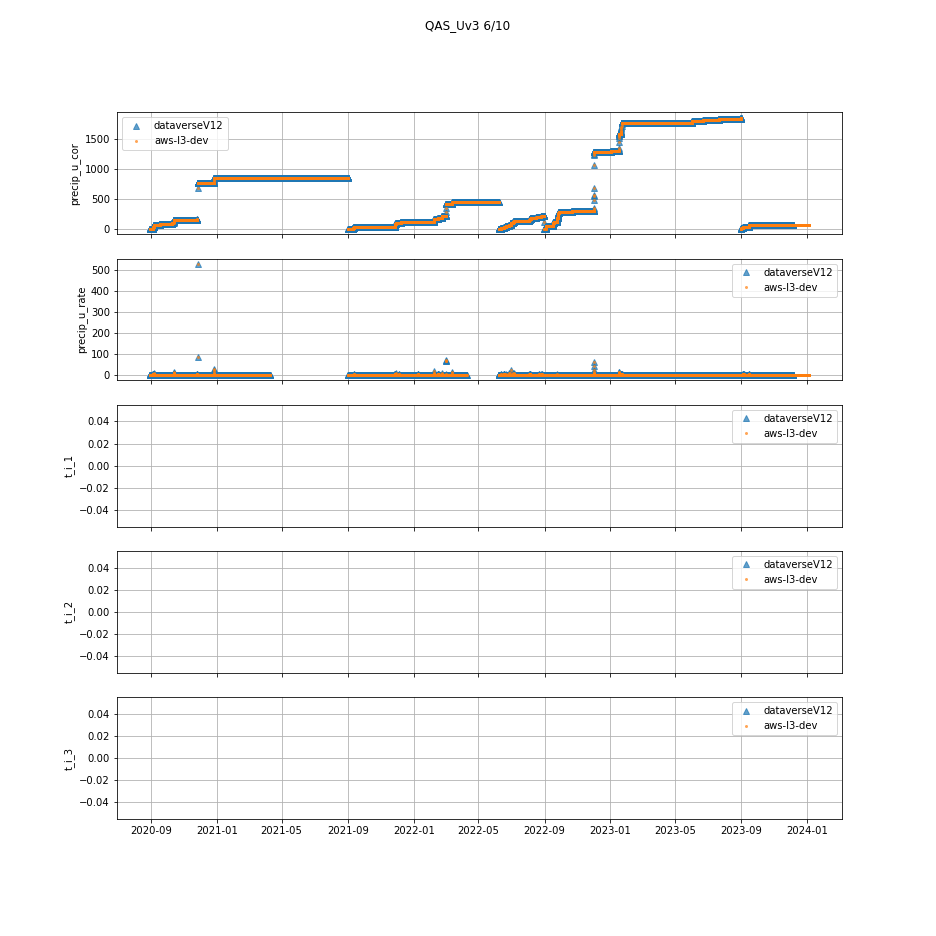 QAS_Uv3 6/10
precip_u_cor
1500
1000
500
0
dataverseV12
aws-l3-dev
precip_u_rate
500
400
300
200
100
0
dataverseV12
aws-l3-dev
t_i_1
0.04
0.02
0.00
−0.02
−0.04
dataverseV12
aws-l3-dev
t_i_2
0.04
0.02
0.00
−0.02
−0.04
dataverseV12
aws-l3-dev
t_i_3
0.04
0.02
0.00
−0.02
−0.04
dataverseV12
aws-l3-dev
2020-09 2021-01 2021-05 2021-09 2022-01 2022-05 2022-09 2023-01 2023-05 2023-09 2024-01